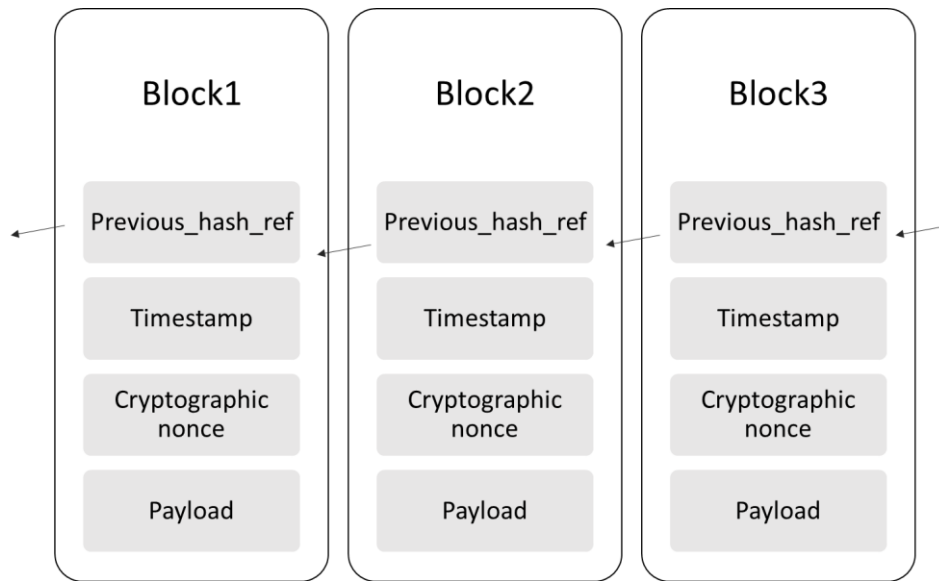 Block1
Previous_hash_ref
Timestamp
Cryptographic
nonce
Payload
Block2
Previous_hash_ref
Timestamp
Cryptographic
nonce
Payload
Block3
Previous_hash_ref
Timestamp
Cryptographic
nonce
Payload